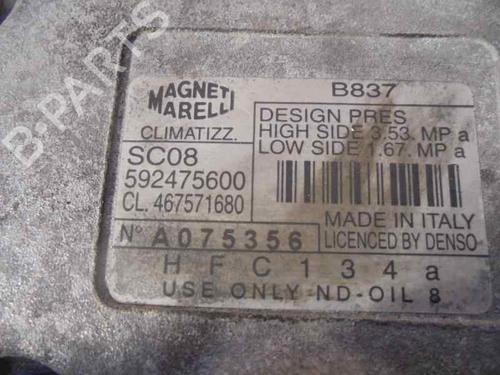 B-PARTS
MAGNETI MARELLI
CLIMATIZZ.
B837
DESIGN PRES
HIGH SIDE 3.53. MP a
LOW SIDE 1.67. MP a
SC08
592475600
CL. 467571680
MADE IN ITALY
LICENCED BY DENSO
Nº A075356
HFC134a
USE ONLY ND-OIL 8